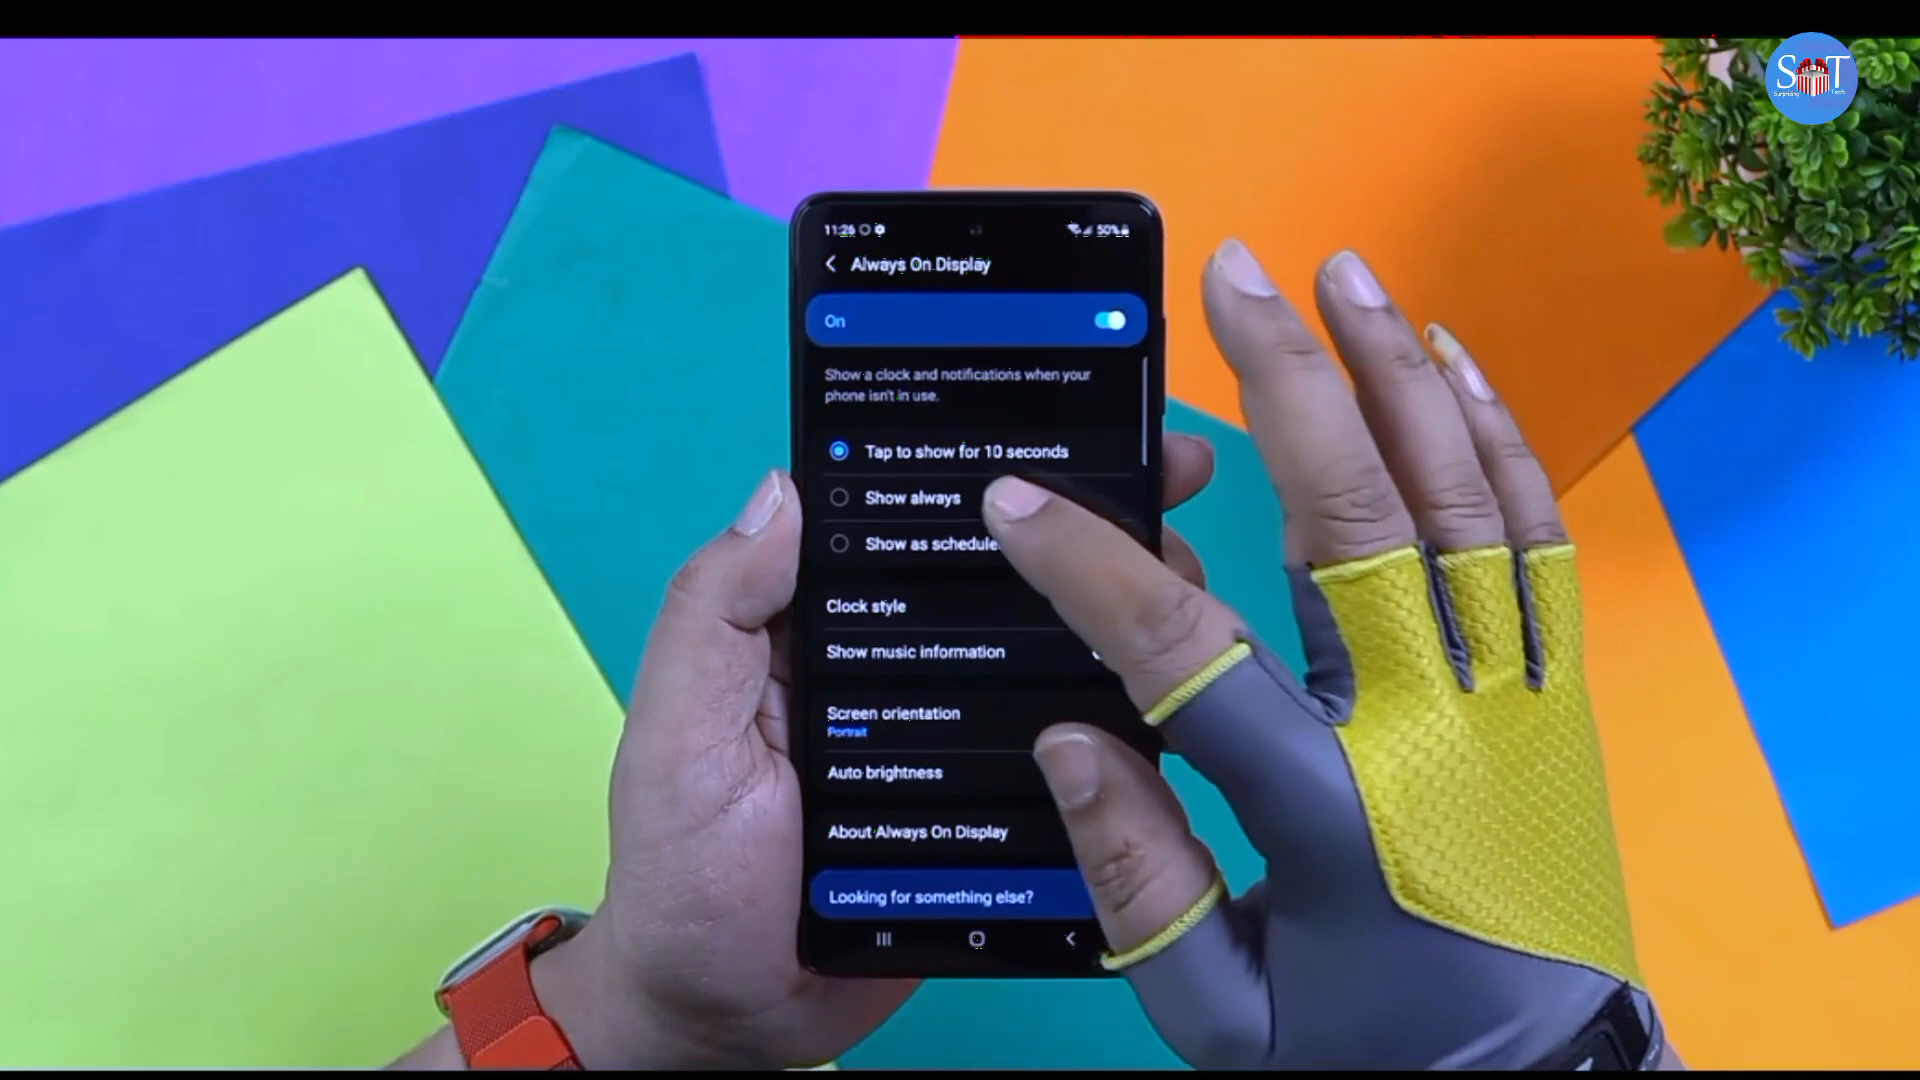 S T
Surprising Tech
11:26
50%
Always On Display
On
Show a clock and notifications when your
phone isn't in use.
Tap to show for 10 seconds
Show always
Show as schedule
Clock style
Show music information
Screen orientation
Portrait
Auto brightness
About Always On Display
Looking for something else?